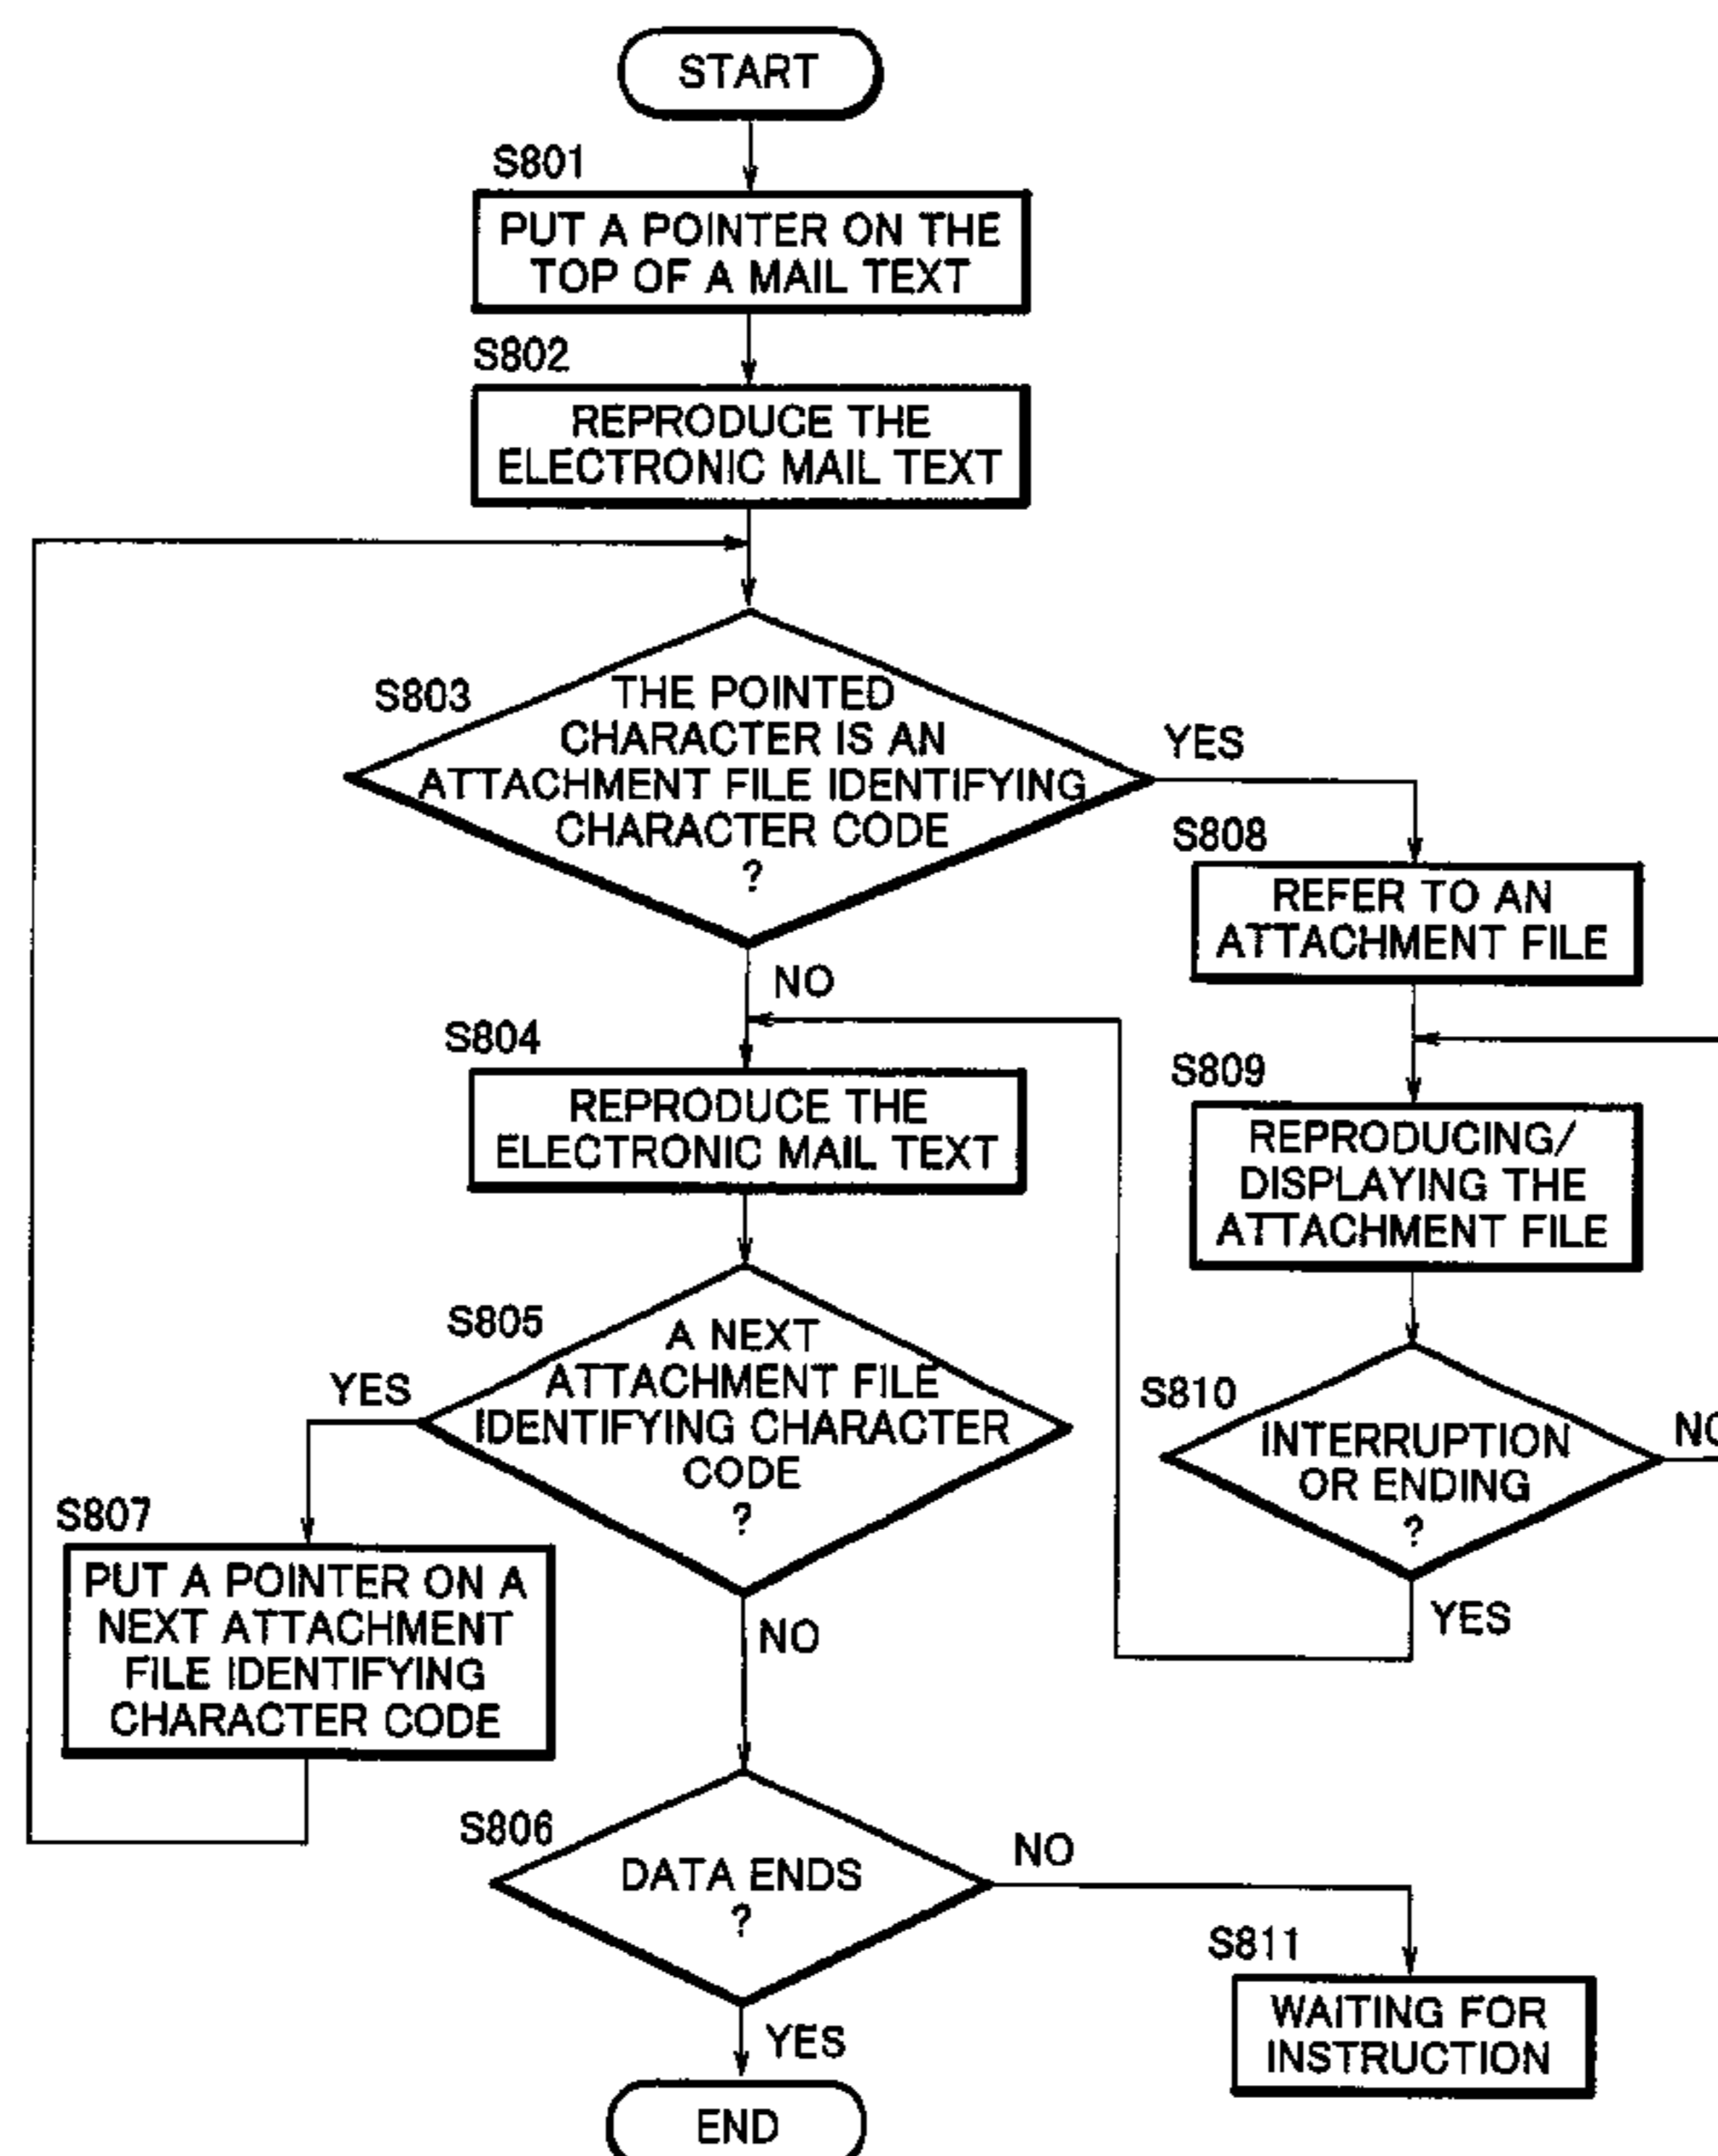 START
S801
PUT A POINTER ON THE
TOP OF A MAIL TEXT
S802
REPRODUCE THE
ELECTRONIC MAIL TEXT
S803
THE POINTED
CHARACTER IS AN
ATTACHMENT FILE IDENTIFYING
CHARACTER CODE
?
YES
NO
S808
REFER TO AN
ATTACHMENT FILE
S804
REPRODUCE THE
ELECTRONIC MAIL TEXT
S809
REPRODUCING/
DISPLAYING THE
ATTACHMENT FILE
S805
A NEXT
ATTACHMENT FILE
IDENTIFYING CHARACTER
CODE
?
YES
NO
S810
INTERRUPTION
OR ENDING
?
NO
YES
S807
PUT A POINTER ON A
NEXT ATTACHMENT
FILE IDENTIFYING
CHARACTER CODE
S806
DATA ENDS
?
NO
YES
S811
WAITING FOR
INSTRUCTION
END